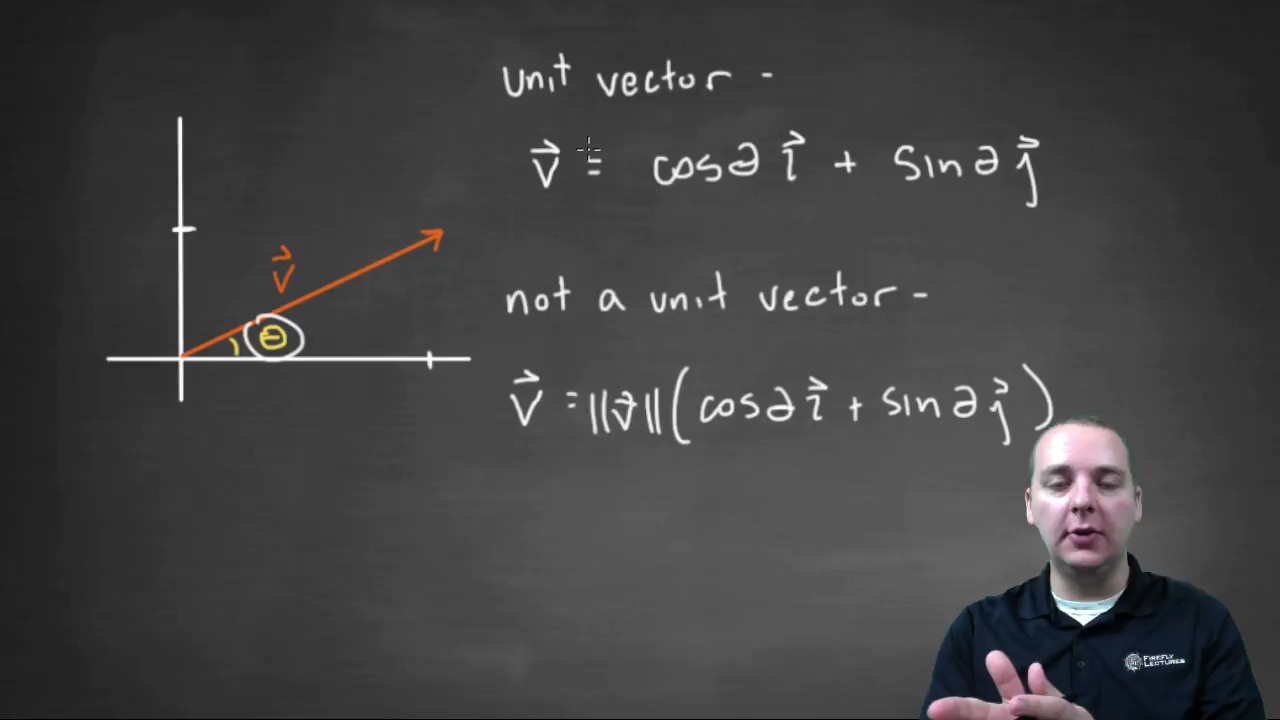 unit vector -
v⃗ = cosθ i⃗ + sinθ j⃗
v⃗
θ
not a unit vector -
v⃗ = ||v⃗|| (cosθ i⃗ + sinθ j⃗)
FIREFLY
LECTURES